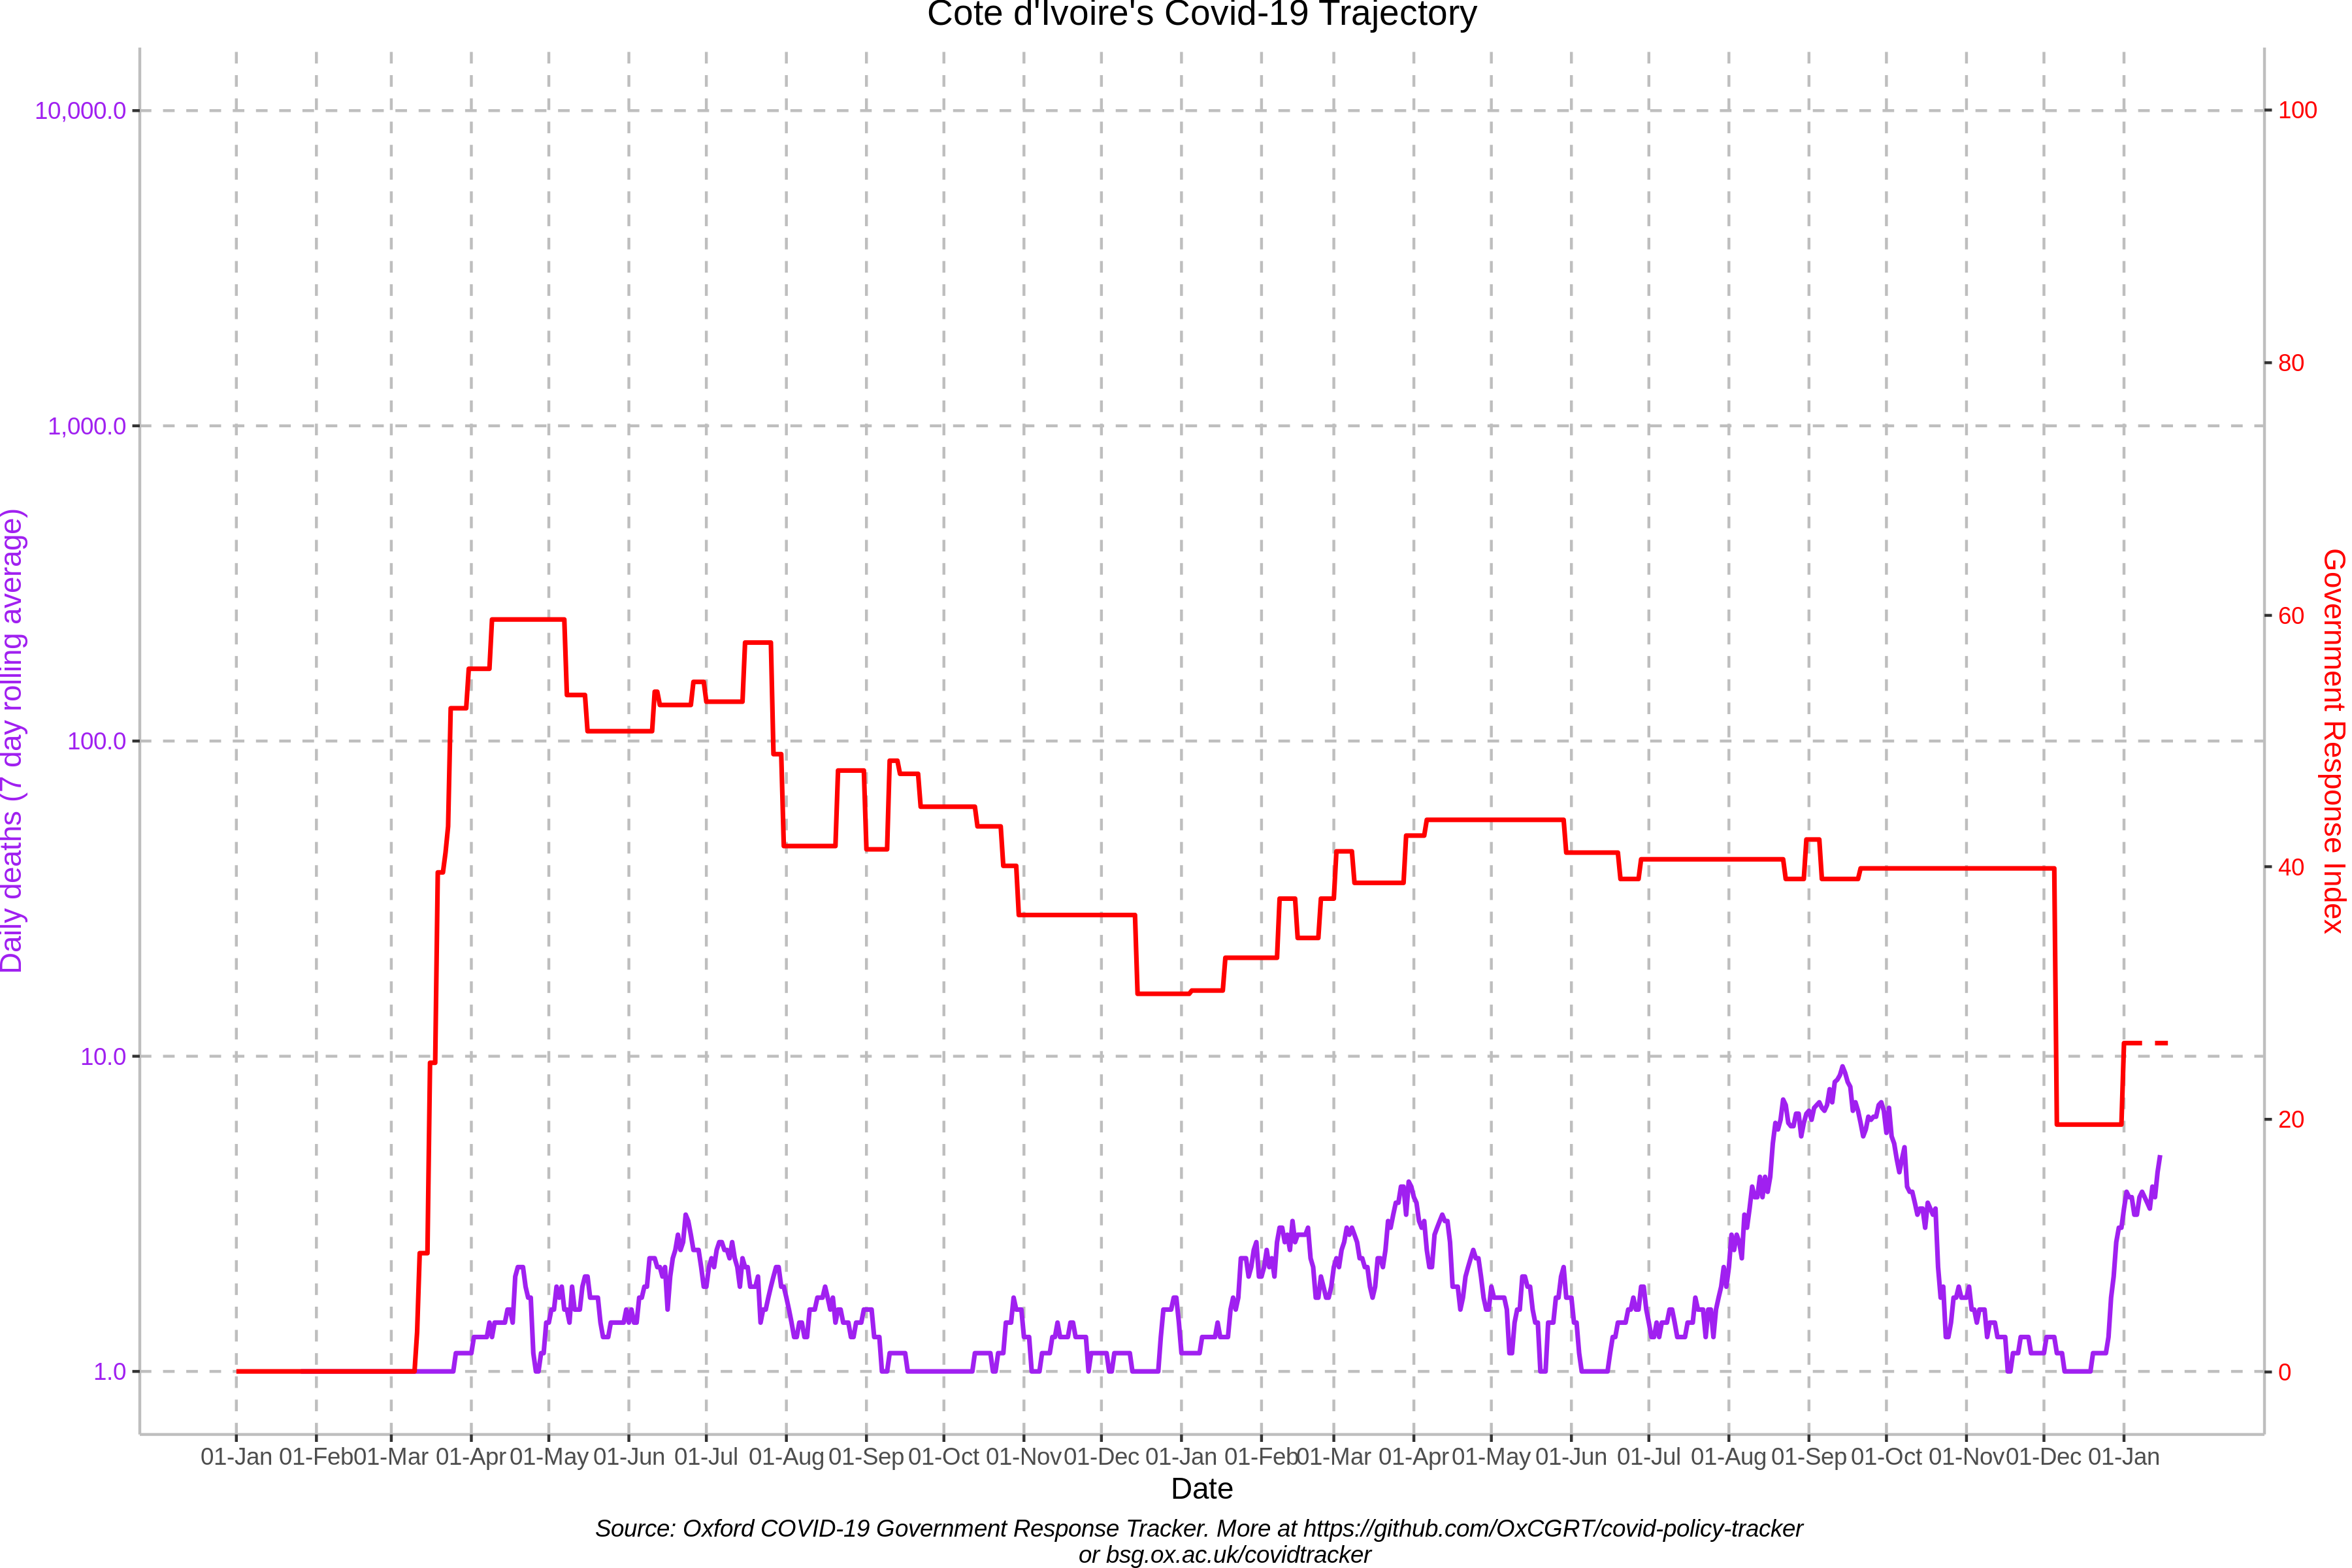 Cote d'Ivoire's Covid-19 Trajectory
10,000.0
1,000.0
100.0
10.0
1.0
Daily deaths (7 day rolling average)
100
80
60
40
20
0
Government Response Index
01-Jan 01-Feb 01-Mar 01-Apr 01-May 01-Jun 01-Jul 01-Aug 01-Sep 01-Oct 01-Nov 01-Dec 01-Jan 01-Feb 01-Mar 01-Apr 01-May 01-Jun 01-Jul 01-Aug 01-Sep 01-Oct 01-Nov 01-Dec 01-Jan
Date
Source: Oxford COVID-19 Government Response Tracker. More at https://github.com/OxCGRT/covid-policy-tracker
or bsg.ox.ac.uk/covidtracker